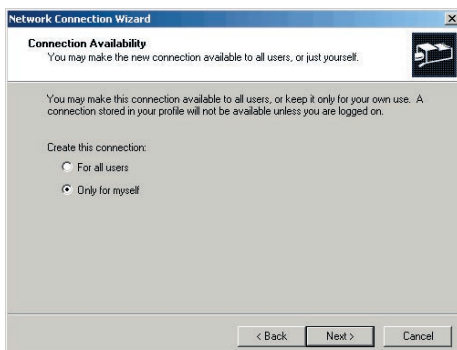 Network Connection Wizard
Connection Availability
You may make the new connection available to all users, or just yourself.
You may make this connection available to all users, or keep it only for your own use. A
connection stored in your profile will not be available unless you are logged on.
Create this connection:
For all users
Only for myself
< Back Next > Cancel